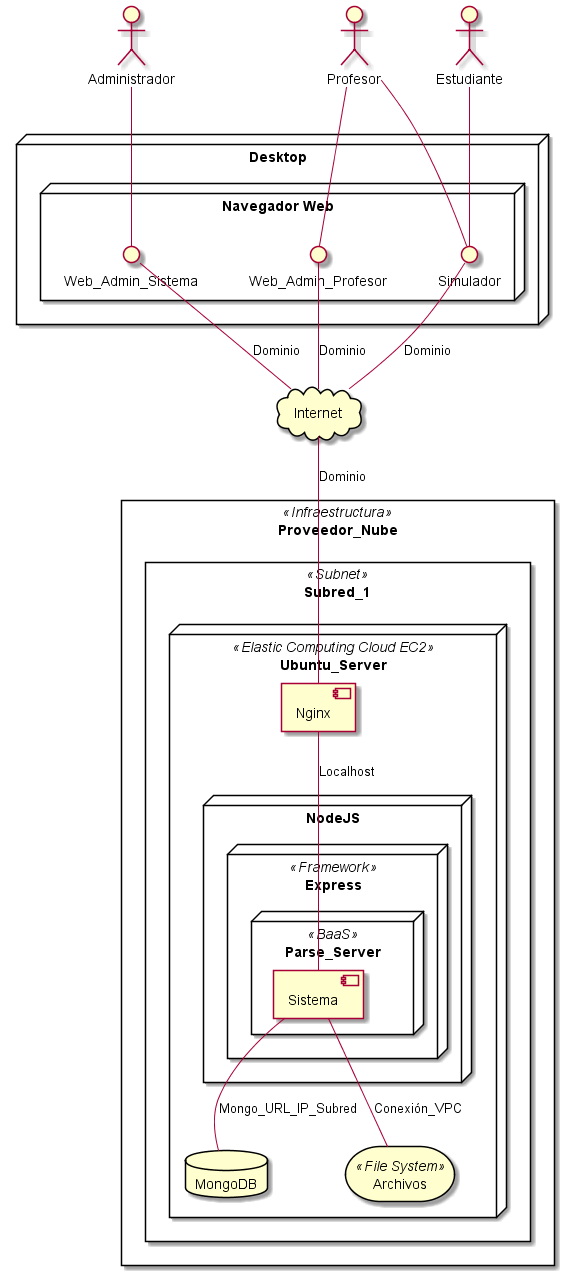 Administrador
Profesor
Estudiante
Desktop
Navegador Web
Web_Admin_Sistema
Web_Admin_Profesor
Simulador
Dominio
Dominio
Dominio
Internet
Dominio
«Infraestructura»
Proveedor_Nube
«Subnet»
Subred_1
«Elastic Computing Cloud EC2»
Ubuntu_Server
Nginx
Localhost
NodeJS
«Framework»
Express
«BaaS»
Parse_Server
Sistema
Mongo_URL_IP_Subred
Conexión_VPC
MongoDB
«File System»
Archivos